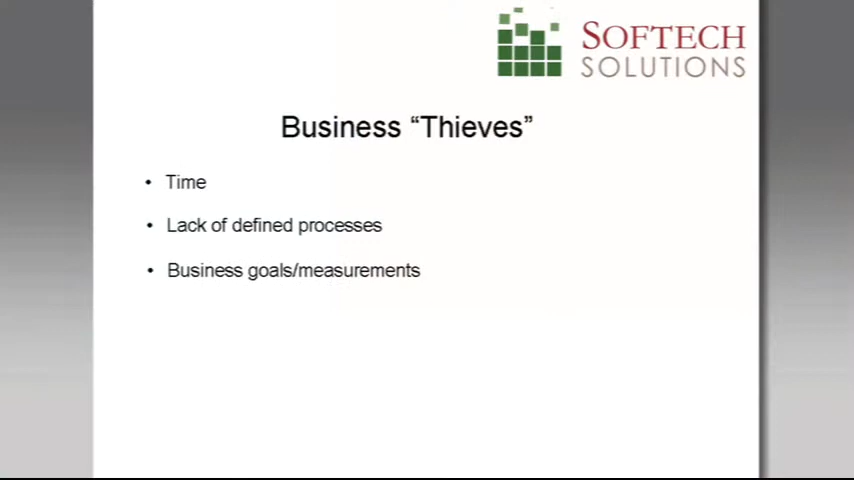 SOFTECH
SOLUTIONS
Business “Thieves”
• Time
• Lack of defined processes
• Business goals/measurements